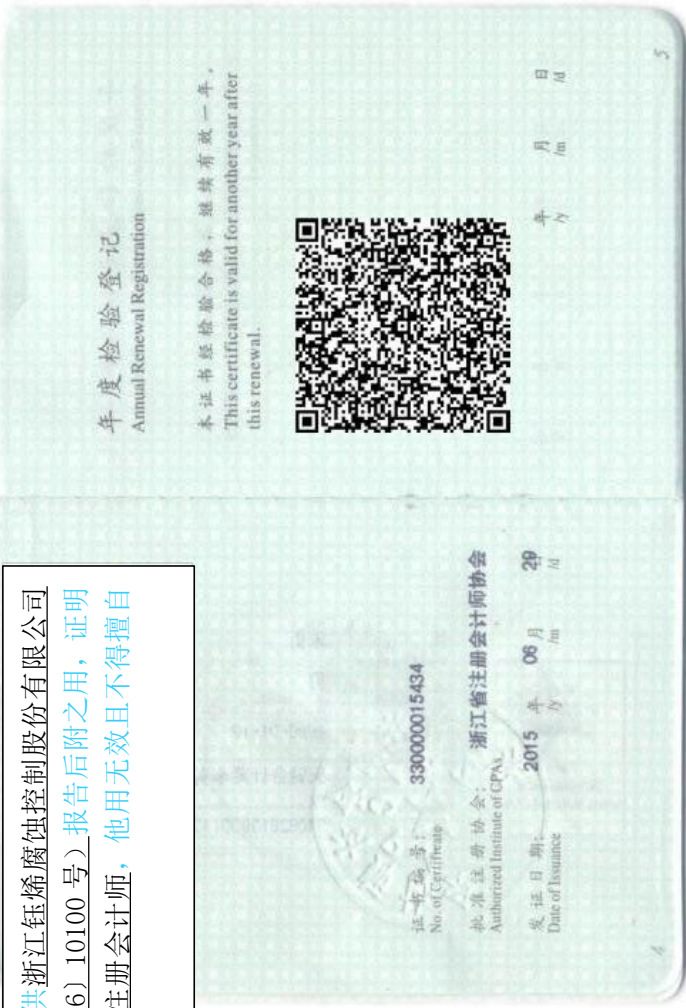 供浙江钰烯腐蚀控制股份有限公司
6）10100 号）报告后附之用，证明
注册会计师，他用无效且不得擅自
证书编号：
No. of Certificate
330000015434
批准注册协会：
Authorized Institute of CPAs
浙江省注册会计师协会
发证日期：
Date of Issuance
2015 年 06 月 29 日
/y /m /d
4
年度检验登记
Annual Renewal Registration
本证书经检验合格，继续有效一年。
This certificate is valid for another year after
this renewal.
年 月 日
/y /m /d
5